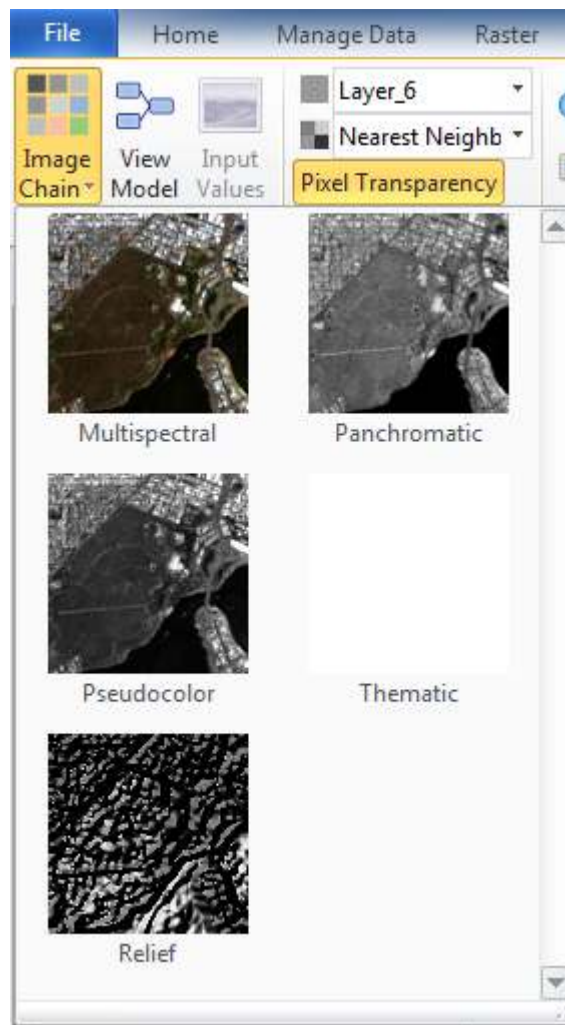 File Home Manage Data Raster
Layer_6
Nearest Neighb
Image Chain
View Model
Input Values
Pixel Transparency
Multispectral Panchromatic
Pseudocolor Thematic
Relief